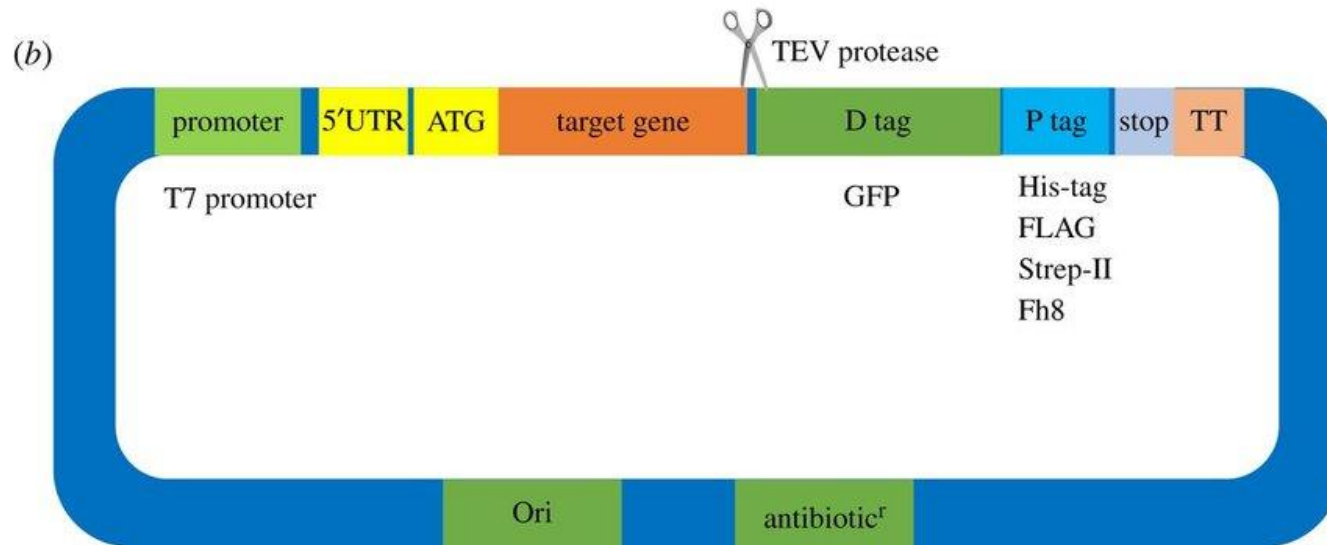 (b)
TEV protease
promoter 5′UTR ATG target gene D tag P tag stop TT
T7 promoter GFP His-tag
FLAG
Strep-II
Fh8
Ori antibioticʳ